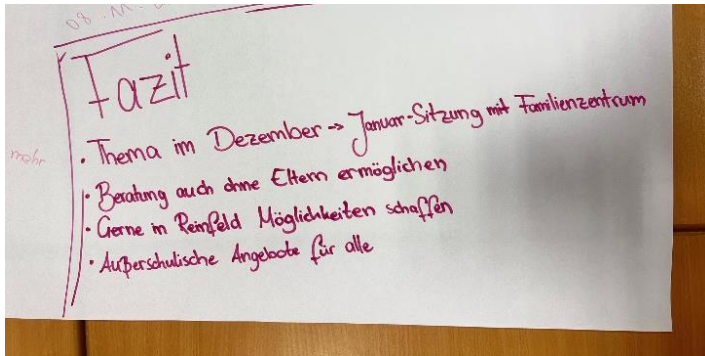 08. M
Fazit
mehr
• Thema im Dezember → Januar-Sitzung mit Familienzentrum
• Beratung auch ohne Eltern ermöglichen
• Gerne in Reinfeld Möglichkeiten schaffen
• Außerschulische Angebote für alle